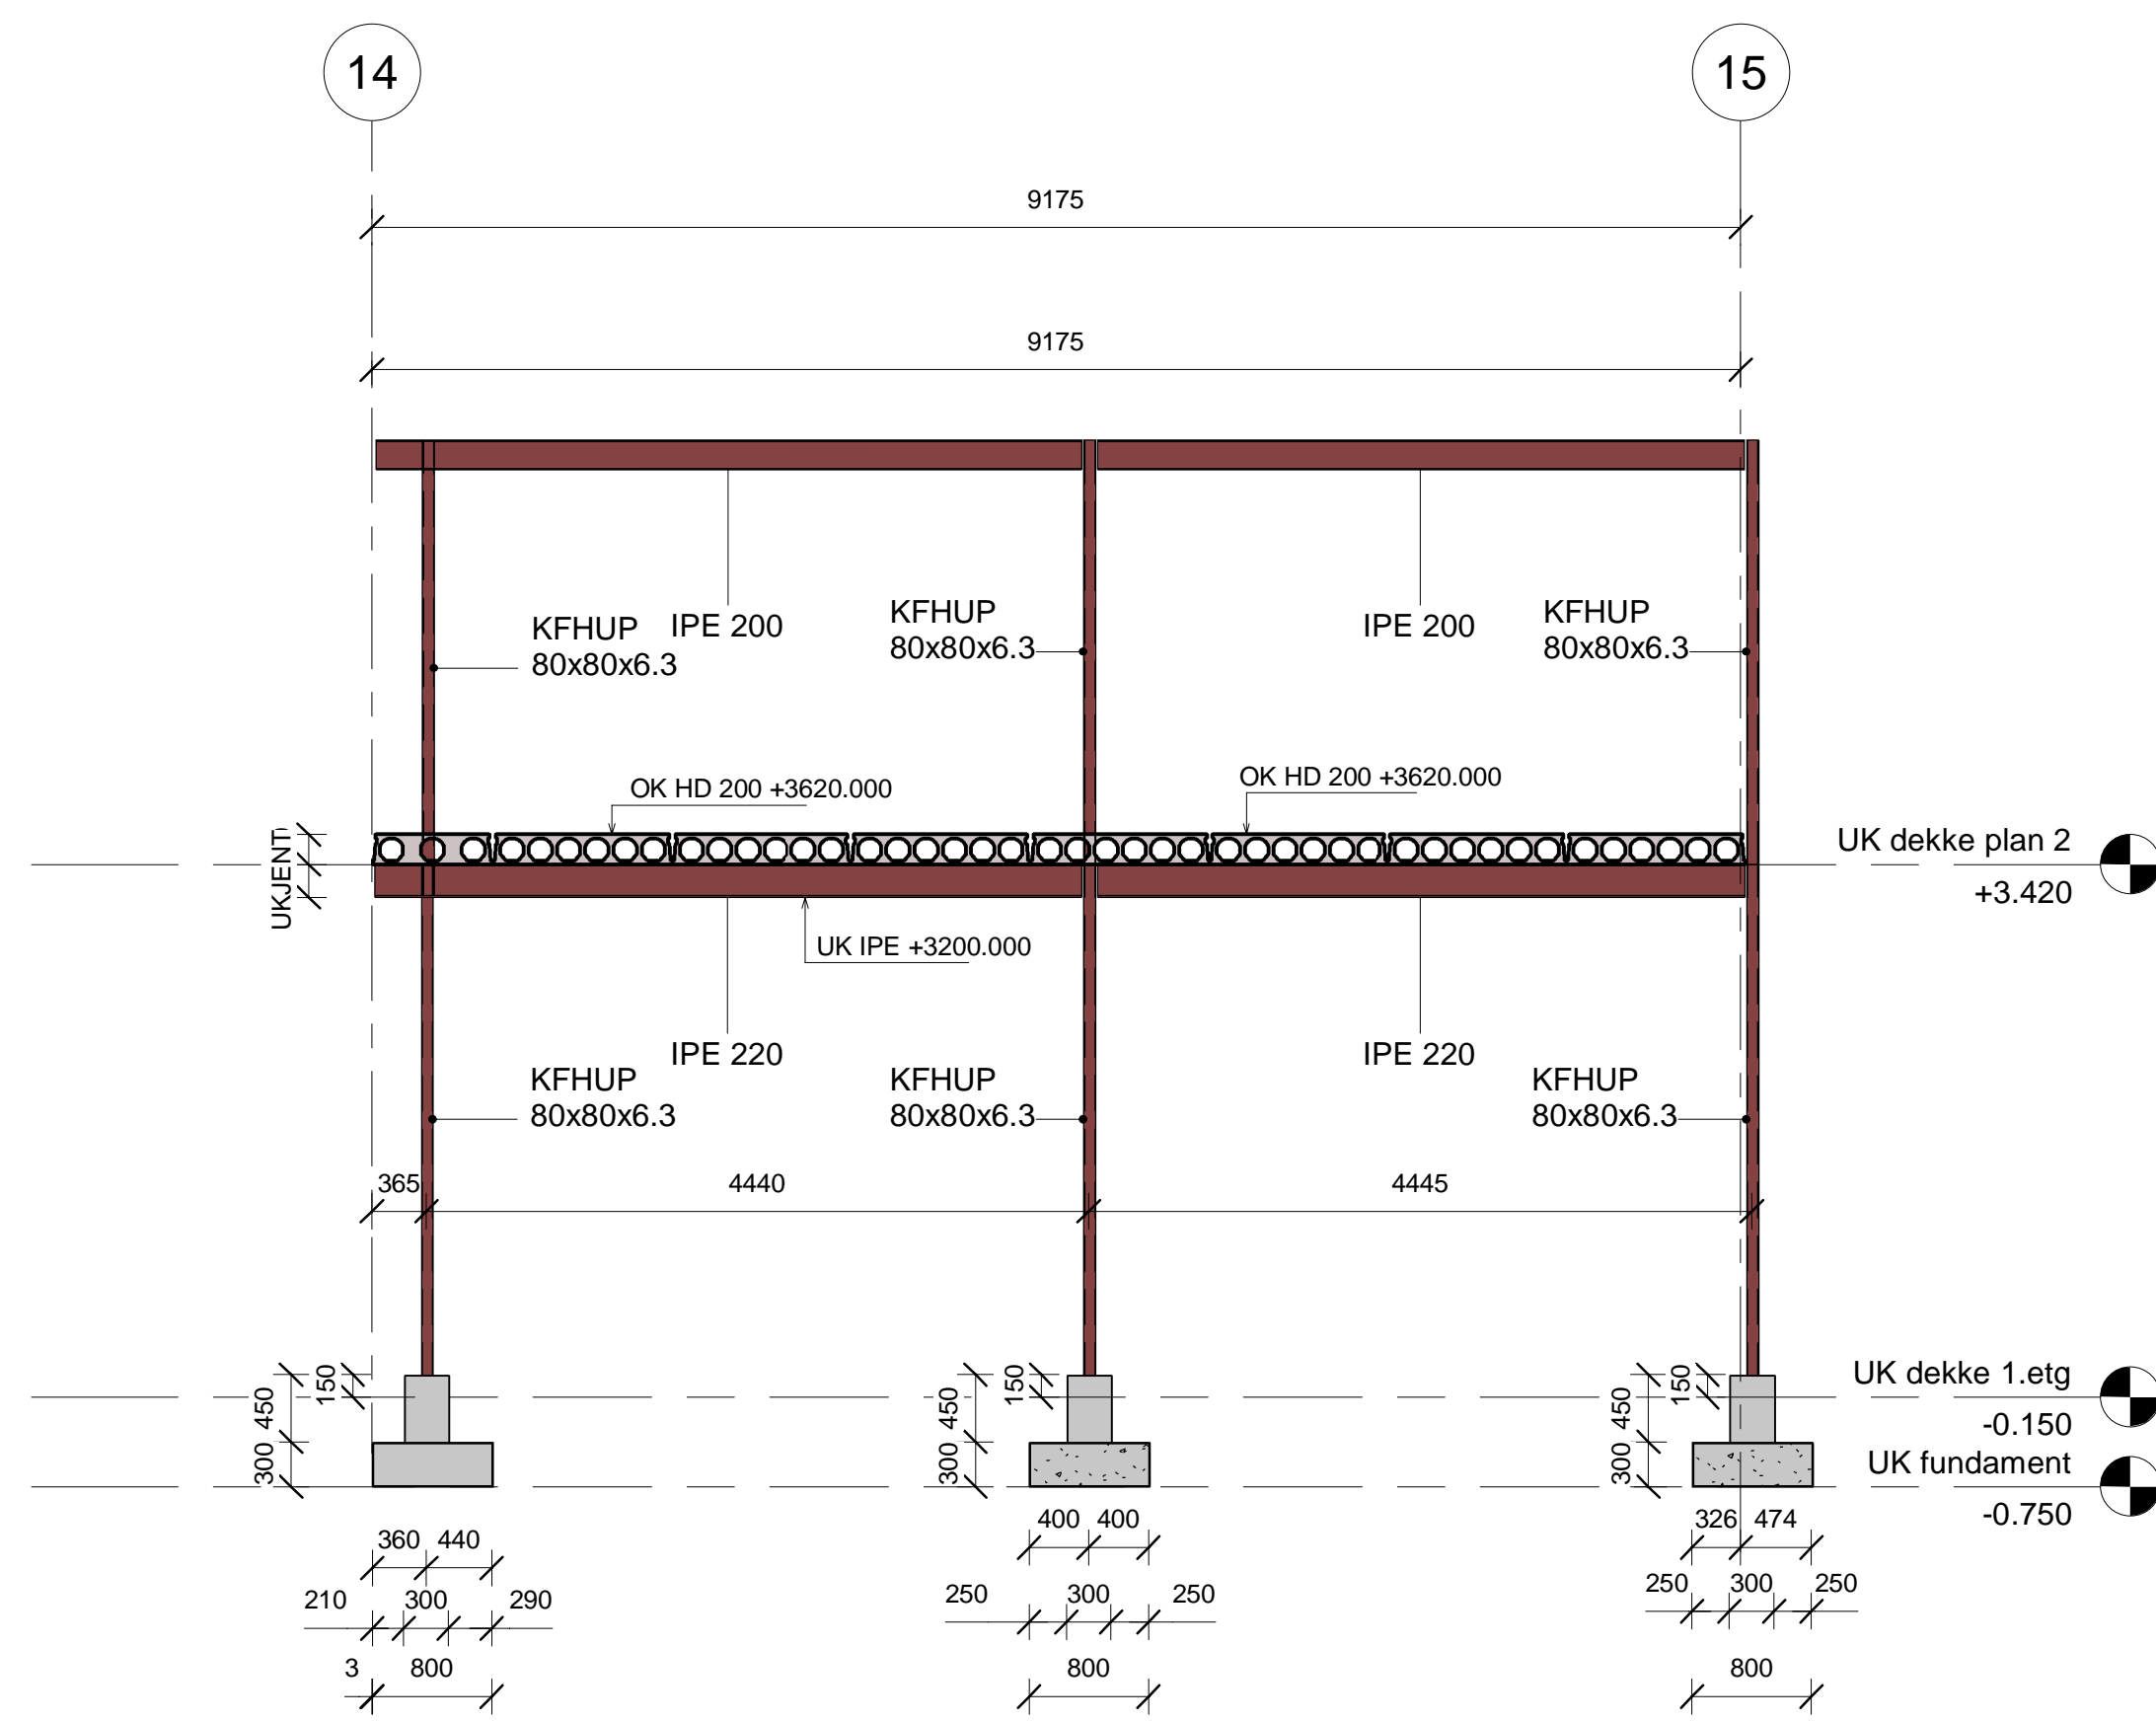 14
15
9175
9175
KFHUP
80x80x6.3
IPE 200
KFHUP
80x80x6.3
IPE 200
KFHUP
80x80x6.3
OK HD 200 +3620.000
OK HD 200 +3620.000
UKJENT
UK dekke plan 2
+3.420
UK IPE +3200.000
KFHUP
80x80x6.3
IPE 220
KFHUP
80x80x6.3
IPE 220
KFHUP
80x80x6.3
365
4440
4445
150
450
300
150
450
300
150
450
300
UK dekke 1.etg
-0.150
UK fundament
-0.750
360
440
400
400
326
474
210
300
290
250
300
250
250
300
250
3
800
800
800